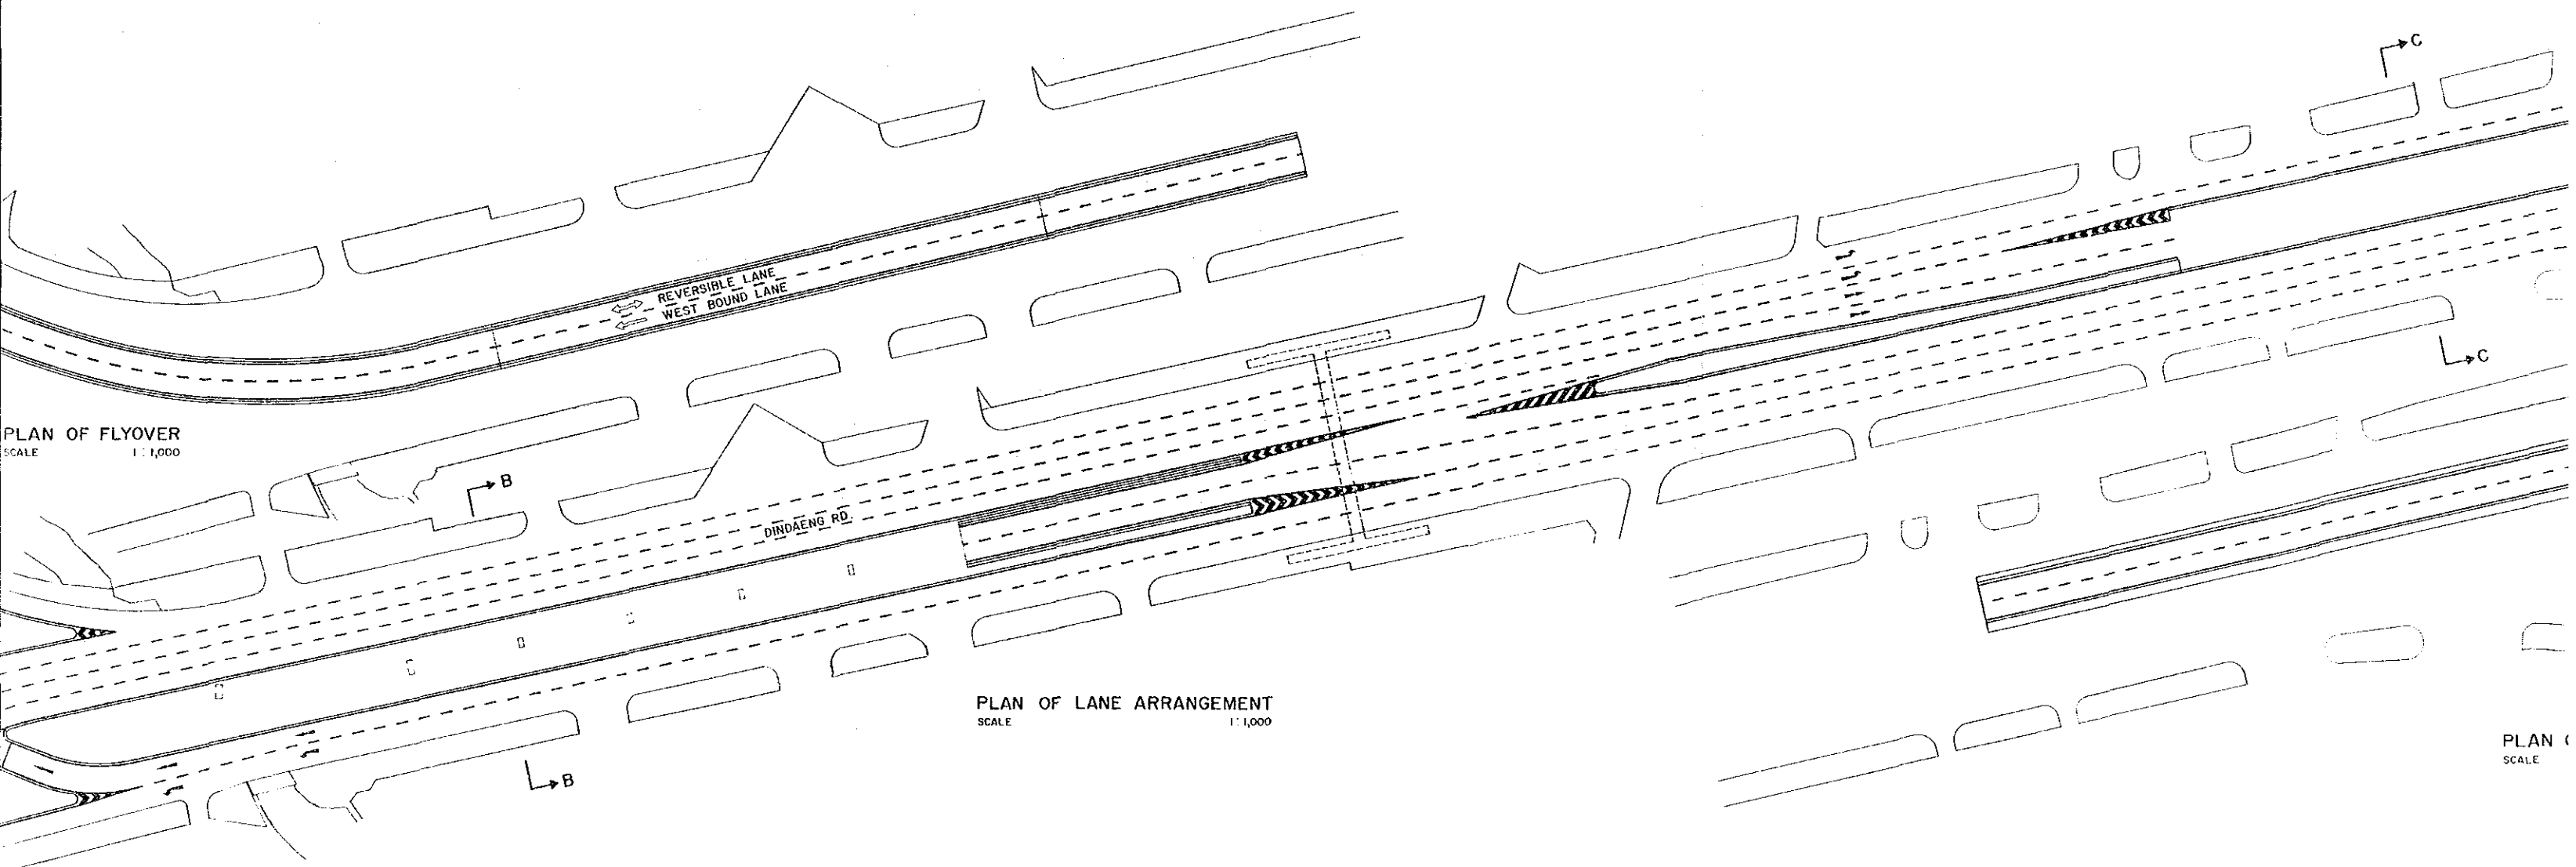 C
REVERSIBLE LANE
WEST BOUND LANE
C
PLAN OF FLYOVER
SCALE 1:1,000
B
DINDAENG RD.
PLAN OF LANE ARRANGEMENT
SCALE 1:1,000
PLAN
SCALE
B